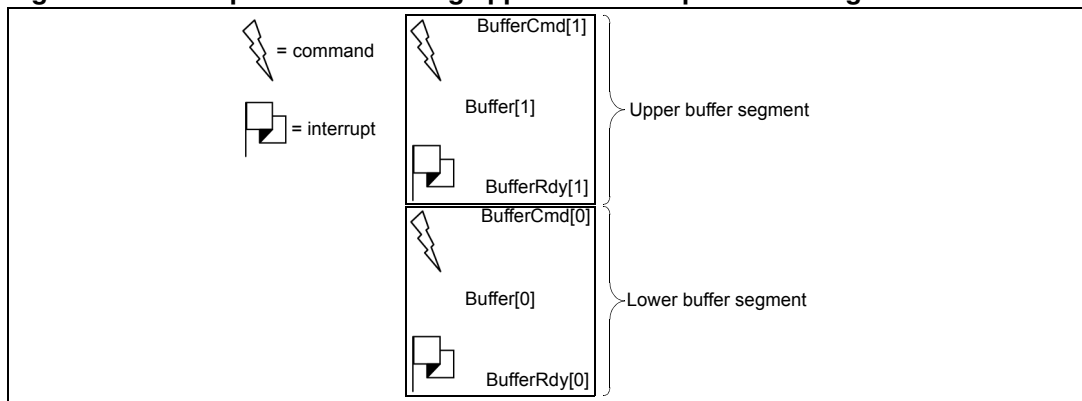 BufferCmd[1]
= command
Buffer[1]
Upper buffer segment
= interrupt
BufferRdy[1]
BufferCmd[0]
Buffer[0]
Lower buffer segment
BufferRdy[0]